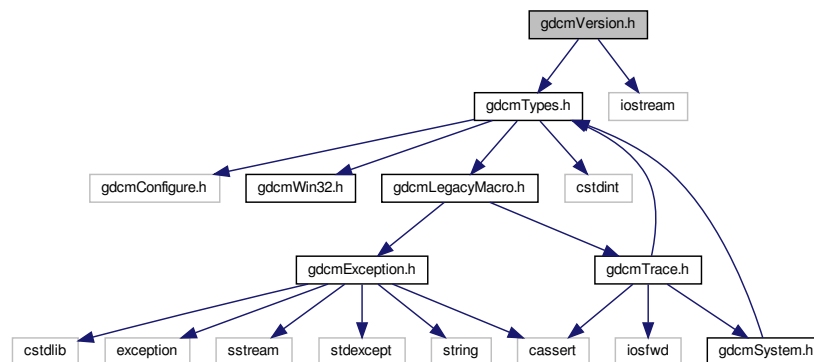 gdcmVersion.h
gdcmTypes.h
iostream
gdcmConfigure.h
gdcmWin32.h
gdcmLegacyMacro.h
cstdint
gdcmException.h
gdcmTrace.h
cstdlib
exception
sstream
stdexcept
string
cassert
iosfwd
gdcmSystem.h